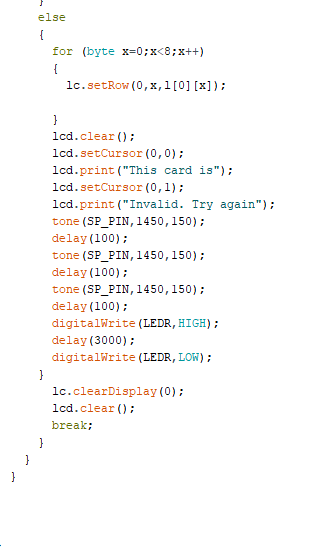 }
else
{
for (byte x=0;x<8;x++)
{
lc.setRow(0,x,l[0][x]);
}
lcd.clear();
lcd.setCursor(0,0);
lcd.print("This card is");
lcd.setCursor(0,1);
lcd.print("Invalid. Try again");
tone(SP_PIN,1450,150);
delay(100);
tone(SP_PIN,1450,150);
delay(100);
tone(SP_PIN,1450,150);
delay(100);
digitalWrite(LEDR,HIGH);
delay(3000);
digitalWrite(LEDR,LOW);
}
lc.clearDisplay(0);
lcd.clear();
break;
}
}
}